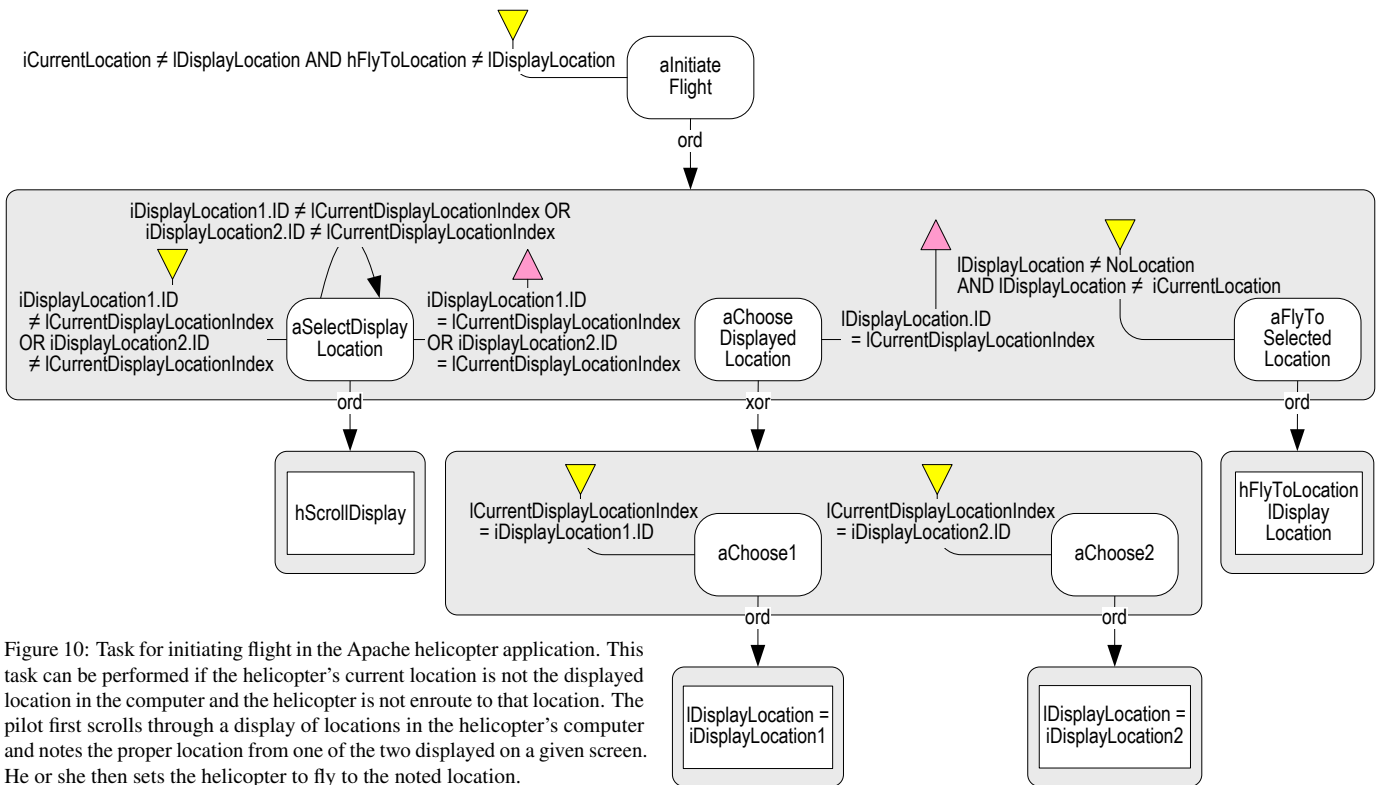 iCurrentLocation ≠ lDisplayLocation AND hFlyToLocation ≠ lDisplayLocation
aInitiate
Flight
ord
iDisplayLocation1.ID ≠ lCurrentDisplayLocationIndex OR
iDisplayLocation2.ID ≠ lCurrentDisplayLocationIndex
iDisplayLocation1.ID
≠ lCurrentDisplayLocationIndex
OR iDisplayLocation2.ID
≠ lCurrentDisplayLocationIndex
aSelectDisplay
Location
iDisplayLocation1.ID
= lCurrentDisplayLocationIndex
OR iDisplayLocation2.ID
= lCurrentDisplayLocationIndex
aChoose
Displayed
Location
lDisplayLocation.ID
= lCurrentDisplayLocationIndex
lDisplayLocation ≠ NoLocation
AND lDisplayLocation ≠ iCurrentLocation
aFlyTo
Selected
Location
ord
xor
ord
hScrollDisplay
lCurrentDisplayLocationIndex
= iDisplayLocation1.ID
aChoose1
lCurrentDisplayLocationIndex
= iDisplayLocation2.ID
aChoose2
hFlyToLocation
lDisplay
Location
ord
ord
lDisplayLocation =
iDisplayLocation1
lDisplayLocation =
iDisplayLocation2
Figure 10: Task for initiating flight in the Apache helicopter application. This
task can be performed if the helicopter's current location is not the displayed
location in the computer and the helicopter is not enroute to that location. The
pilot first scrolls through a display of locations in the helicopter's computer
and notes the proper location from one of the two displayed on a given screen.
He or she then sets the helicopter to fly to the noted location.